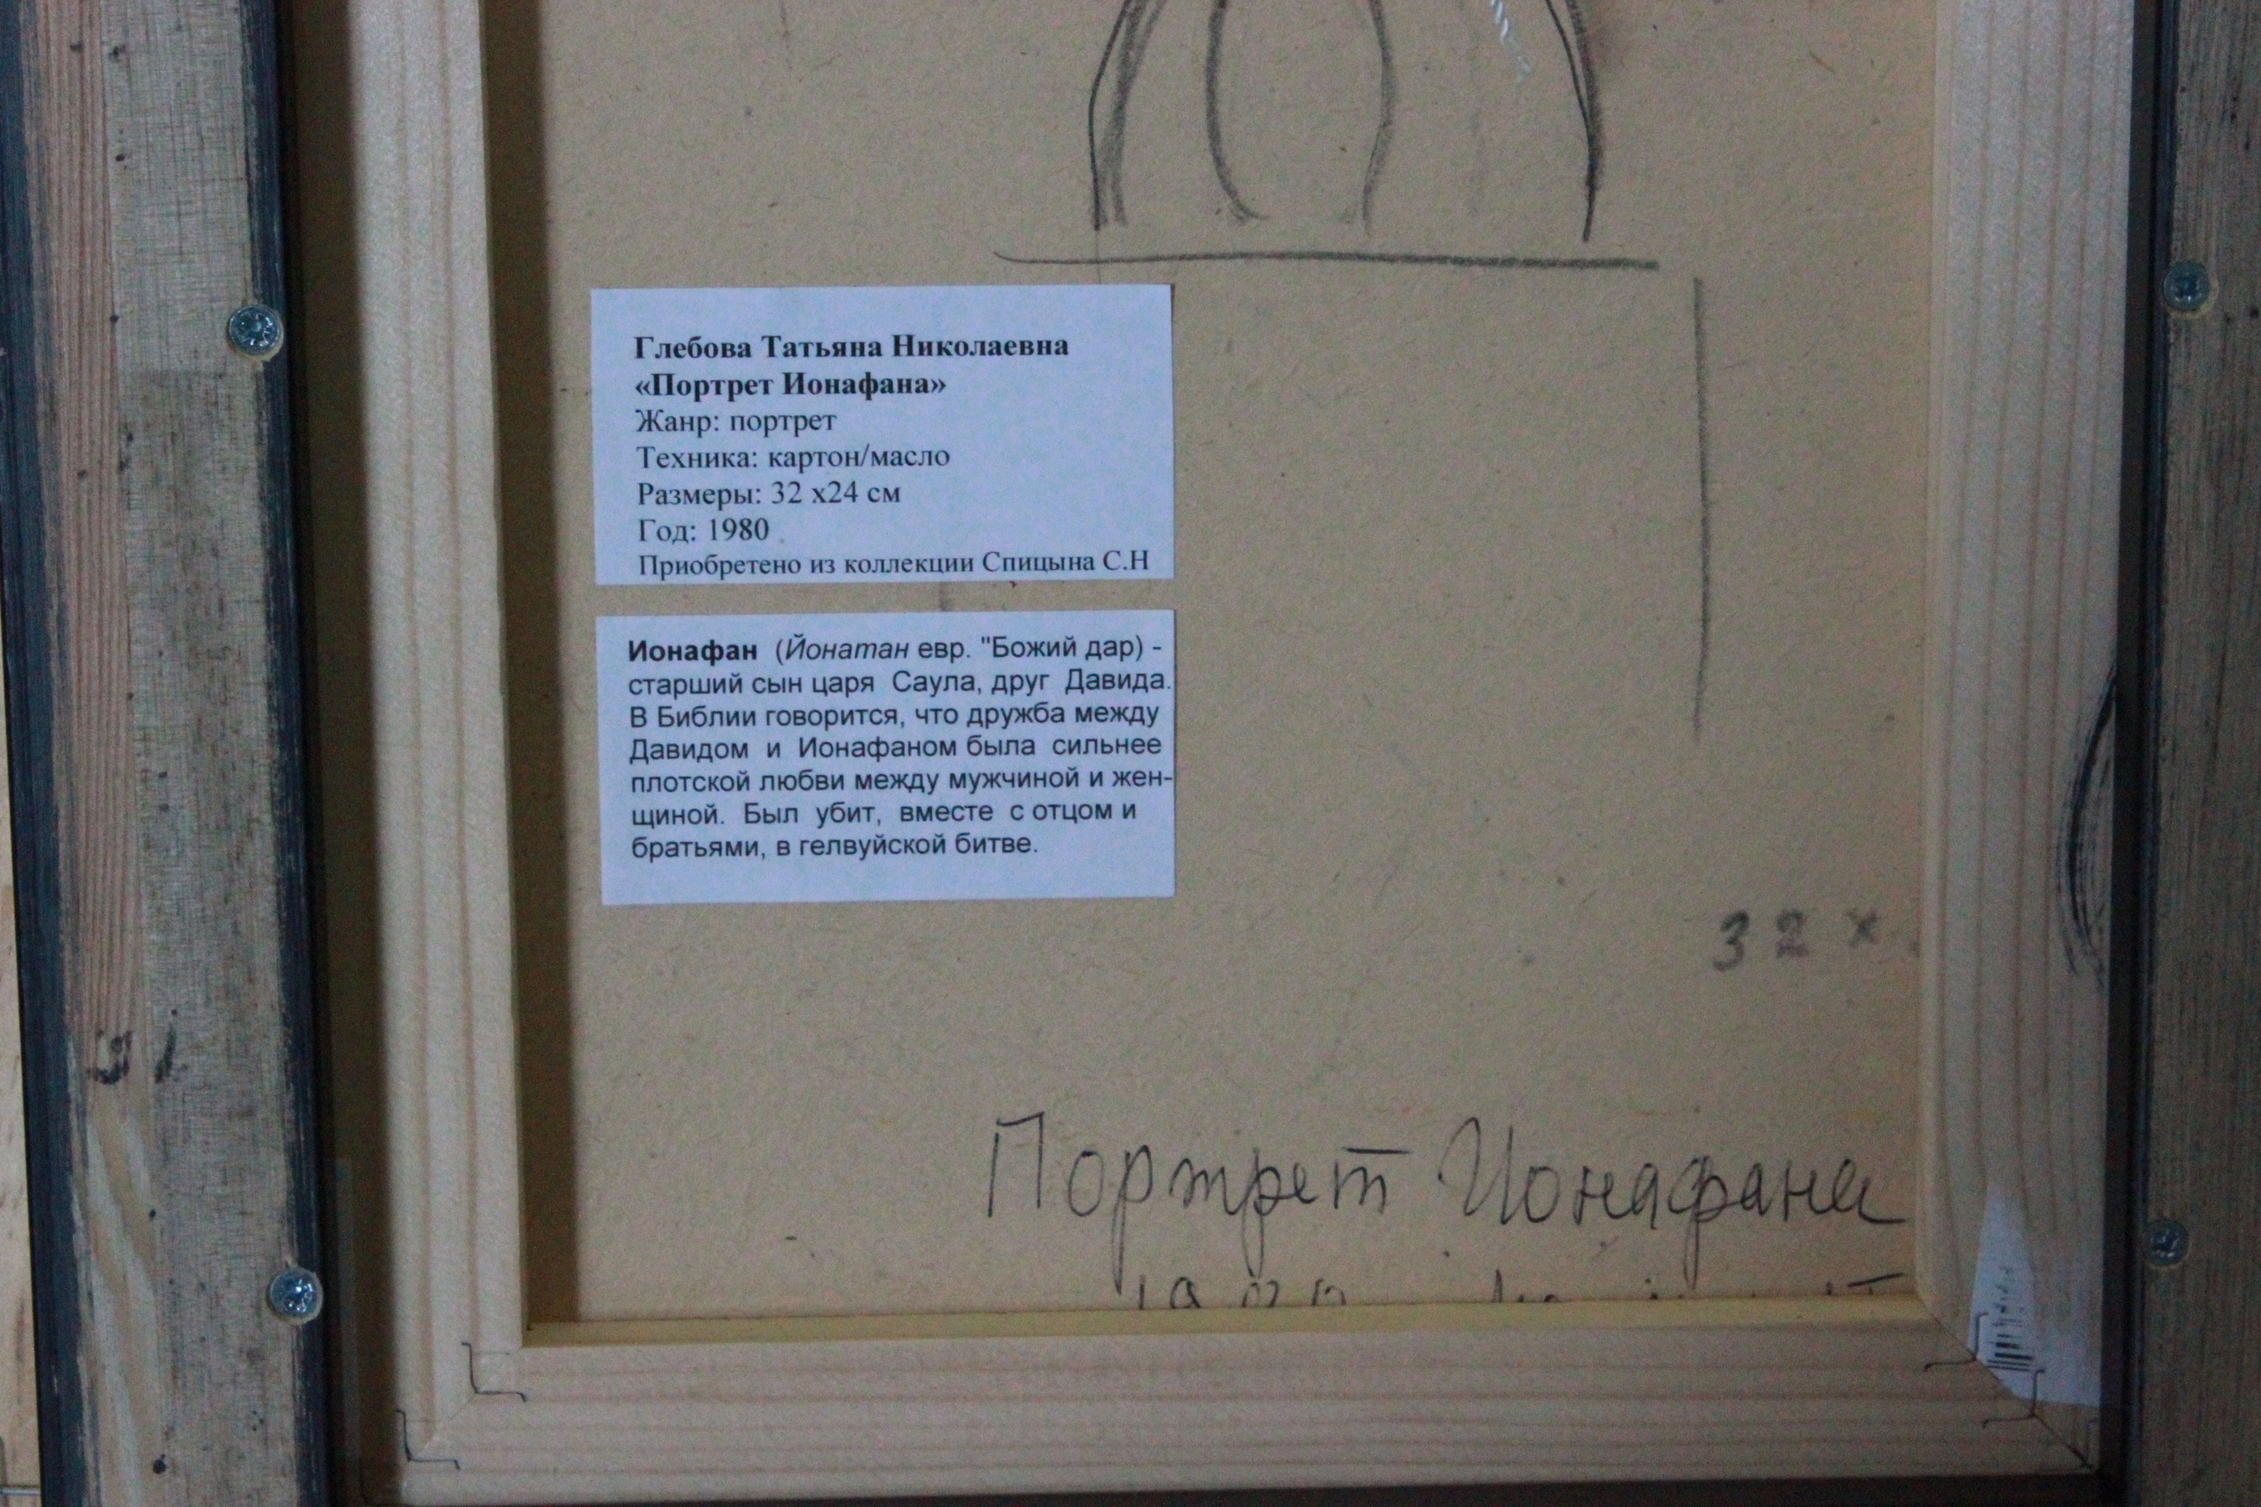 Глебова Татьяна Николаевна
«Портрет Ионафана»
Жанр: портрет
Техника: картон/масло
Размеры: 32 х24 см
Год: 1980
Приобретено из коллекции Спицына С.Н
Ионафан (Йонатан евр. "Божий дар) -
старший сын царя Саула, друг Давида.
В Библии говорится, что дружба между
Давидом и Ионафаном была сильнее
плотской любви между мужчиной и жен-
щиной. Был убит, вместе с отцом и
братьями, в гелвуйской битве.
32 х
Портрет Ионафана